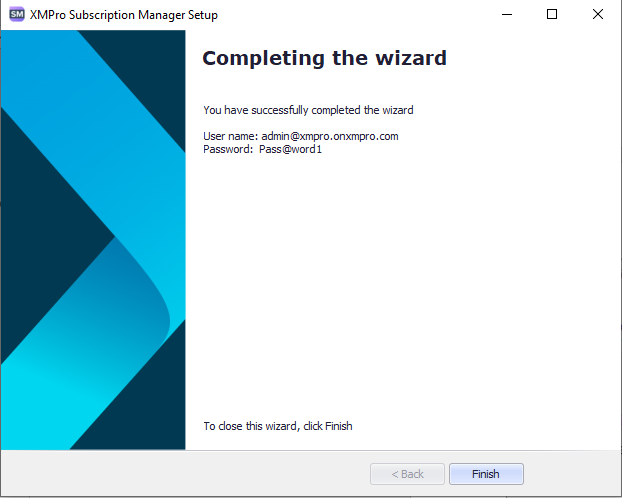 SM XMPro Subscription Manager Setup
Completing the wizard
You have successfully completed the wizard
User name: admin@xmpro.onxmpro.com
Password: Pass@word1
To close this wizard, click Finish
< Back Finish